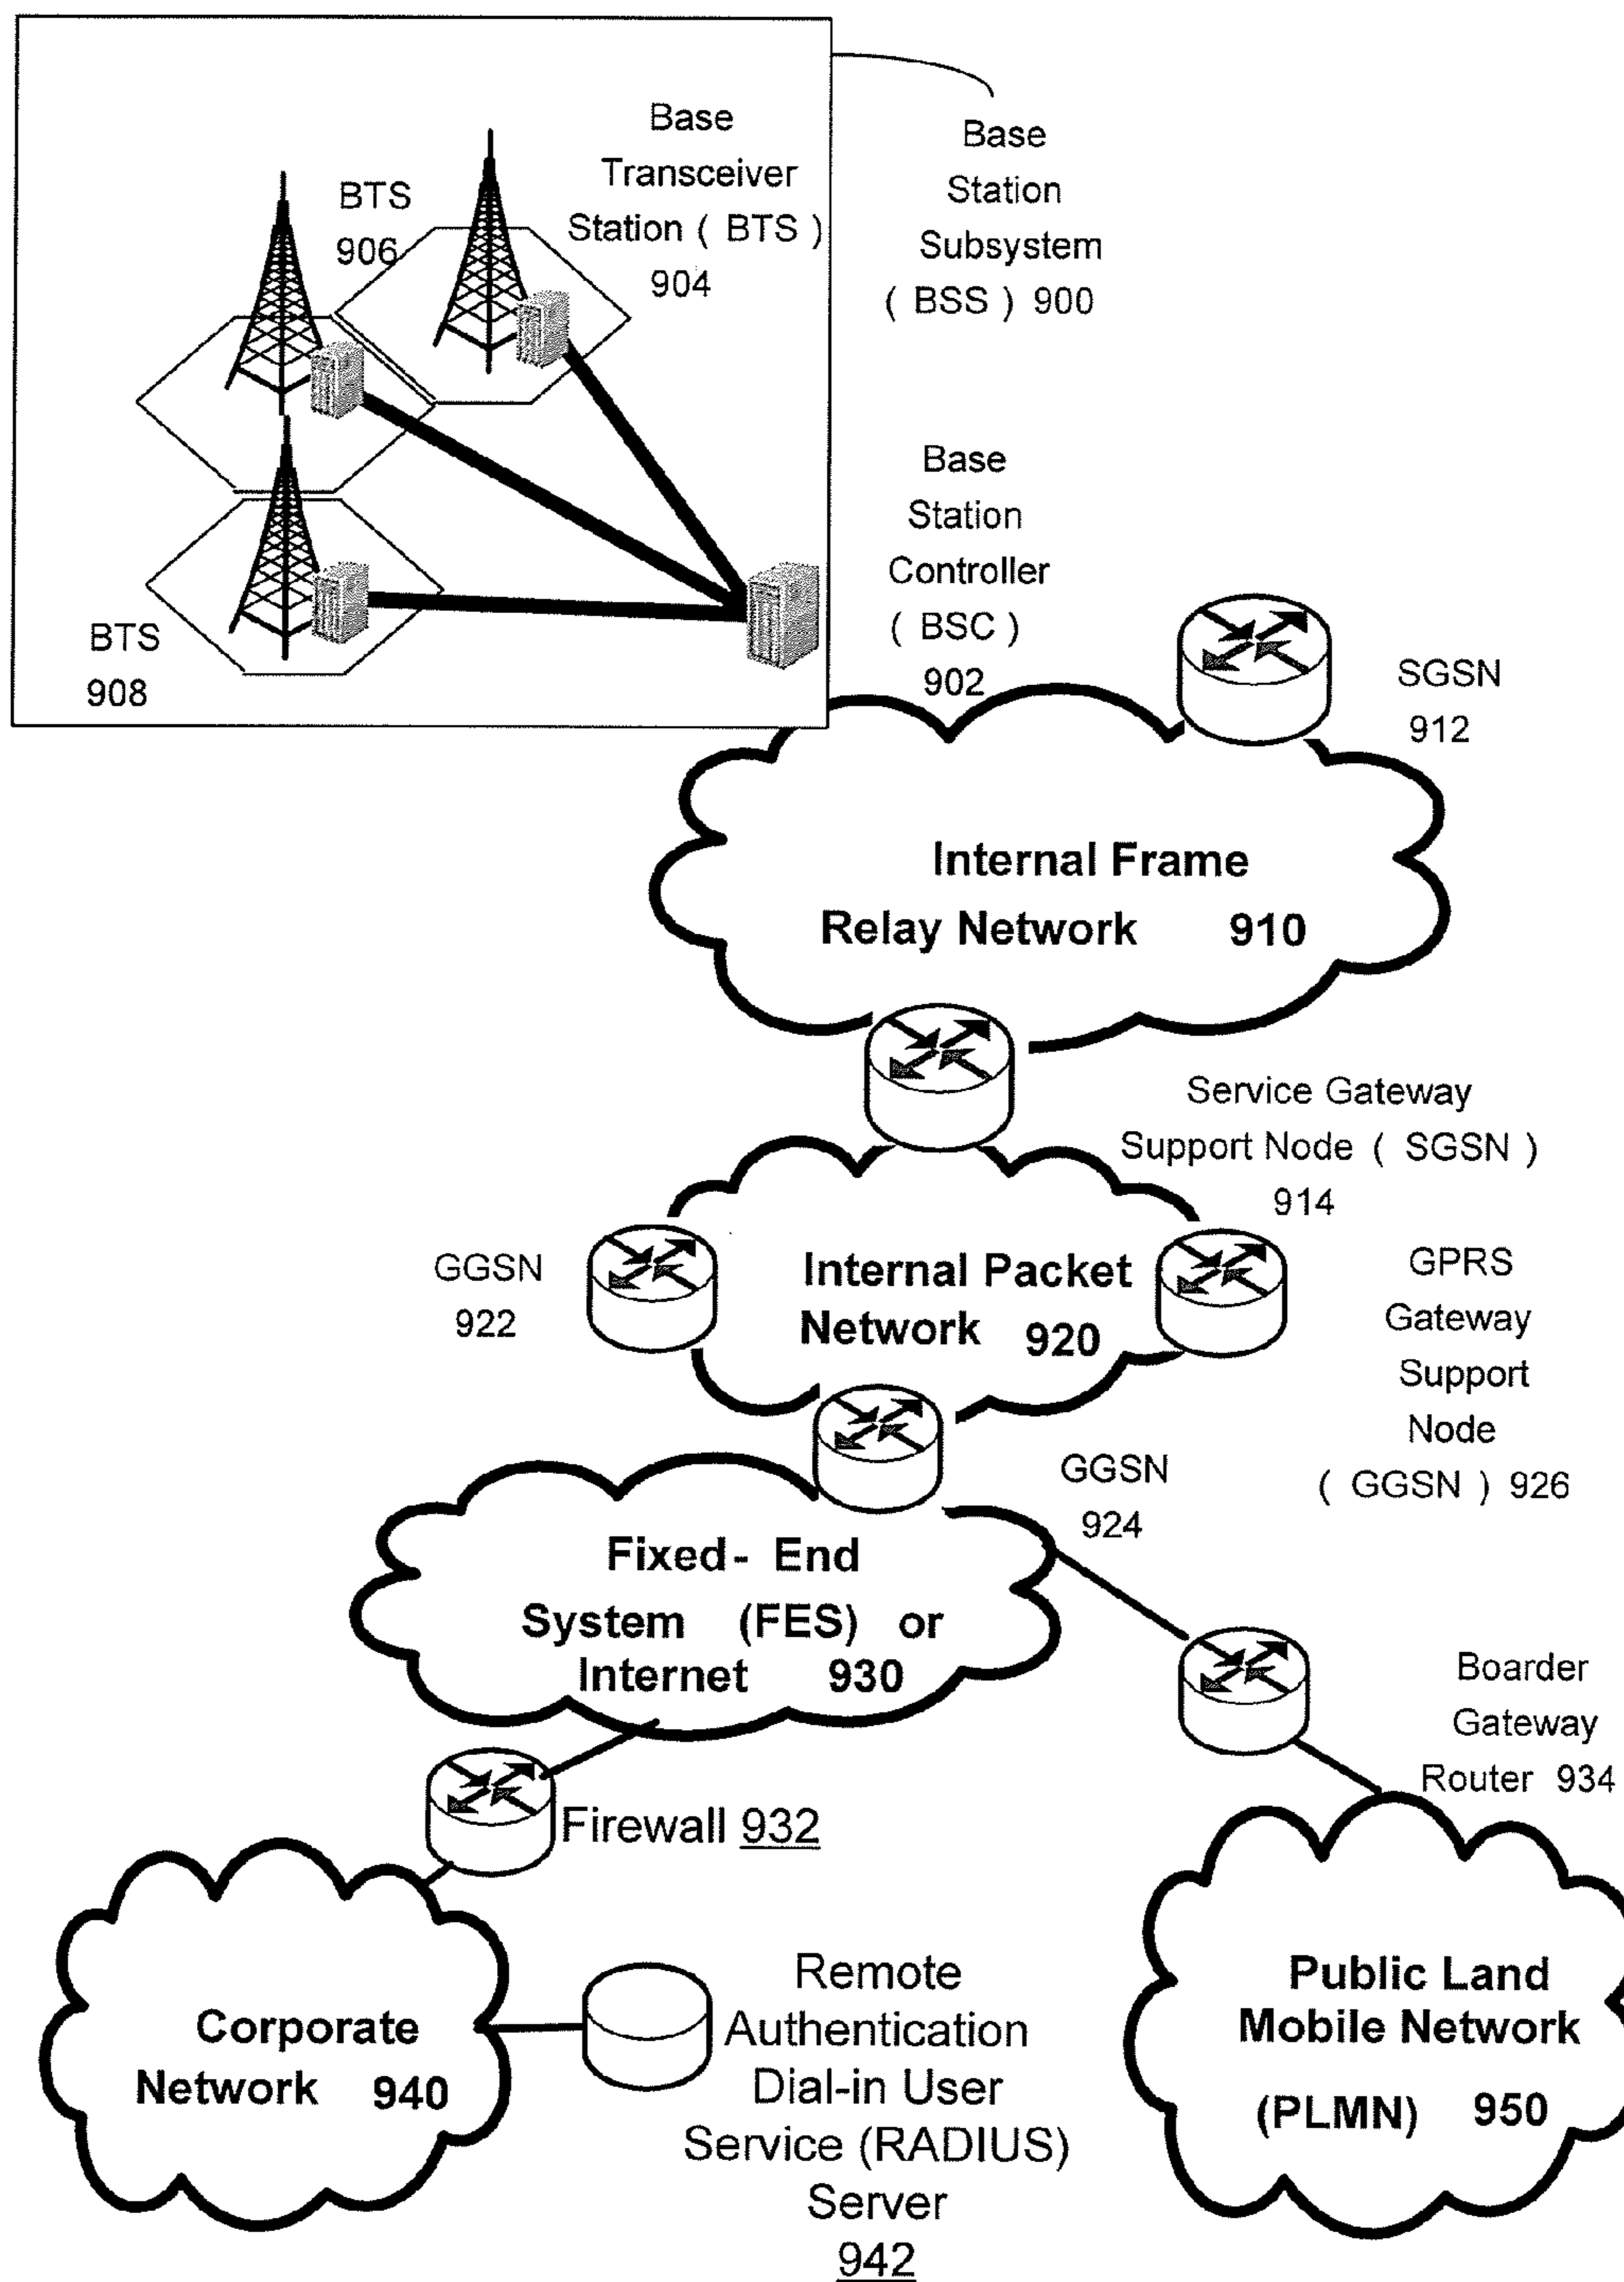 Base
Transceiver
Station ( BTS )
904
BTS
906
BTS
908
Base
Station
Subsystem
( BSS ) 900
Base
Station
Controller
( BSC )
902
SGSN
912
Internal Frame
Relay Network 910
Service Gateway
Support Node ( SGSN )
914
GGSN
922
Internal Packet
Network 920
GPRS
Gateway
Support
Node
( GGSN ) 926
GGSN
924
Fixed- End
System (FES) or
Internet 930
Boarder
Gateway
Router 934
Firewall 932
Corporate
Network 940
Remote
Authentication
Dial-in User
Service (RADIUS)
Server
942
Public Land
Mobile Network
(PLMN) 950